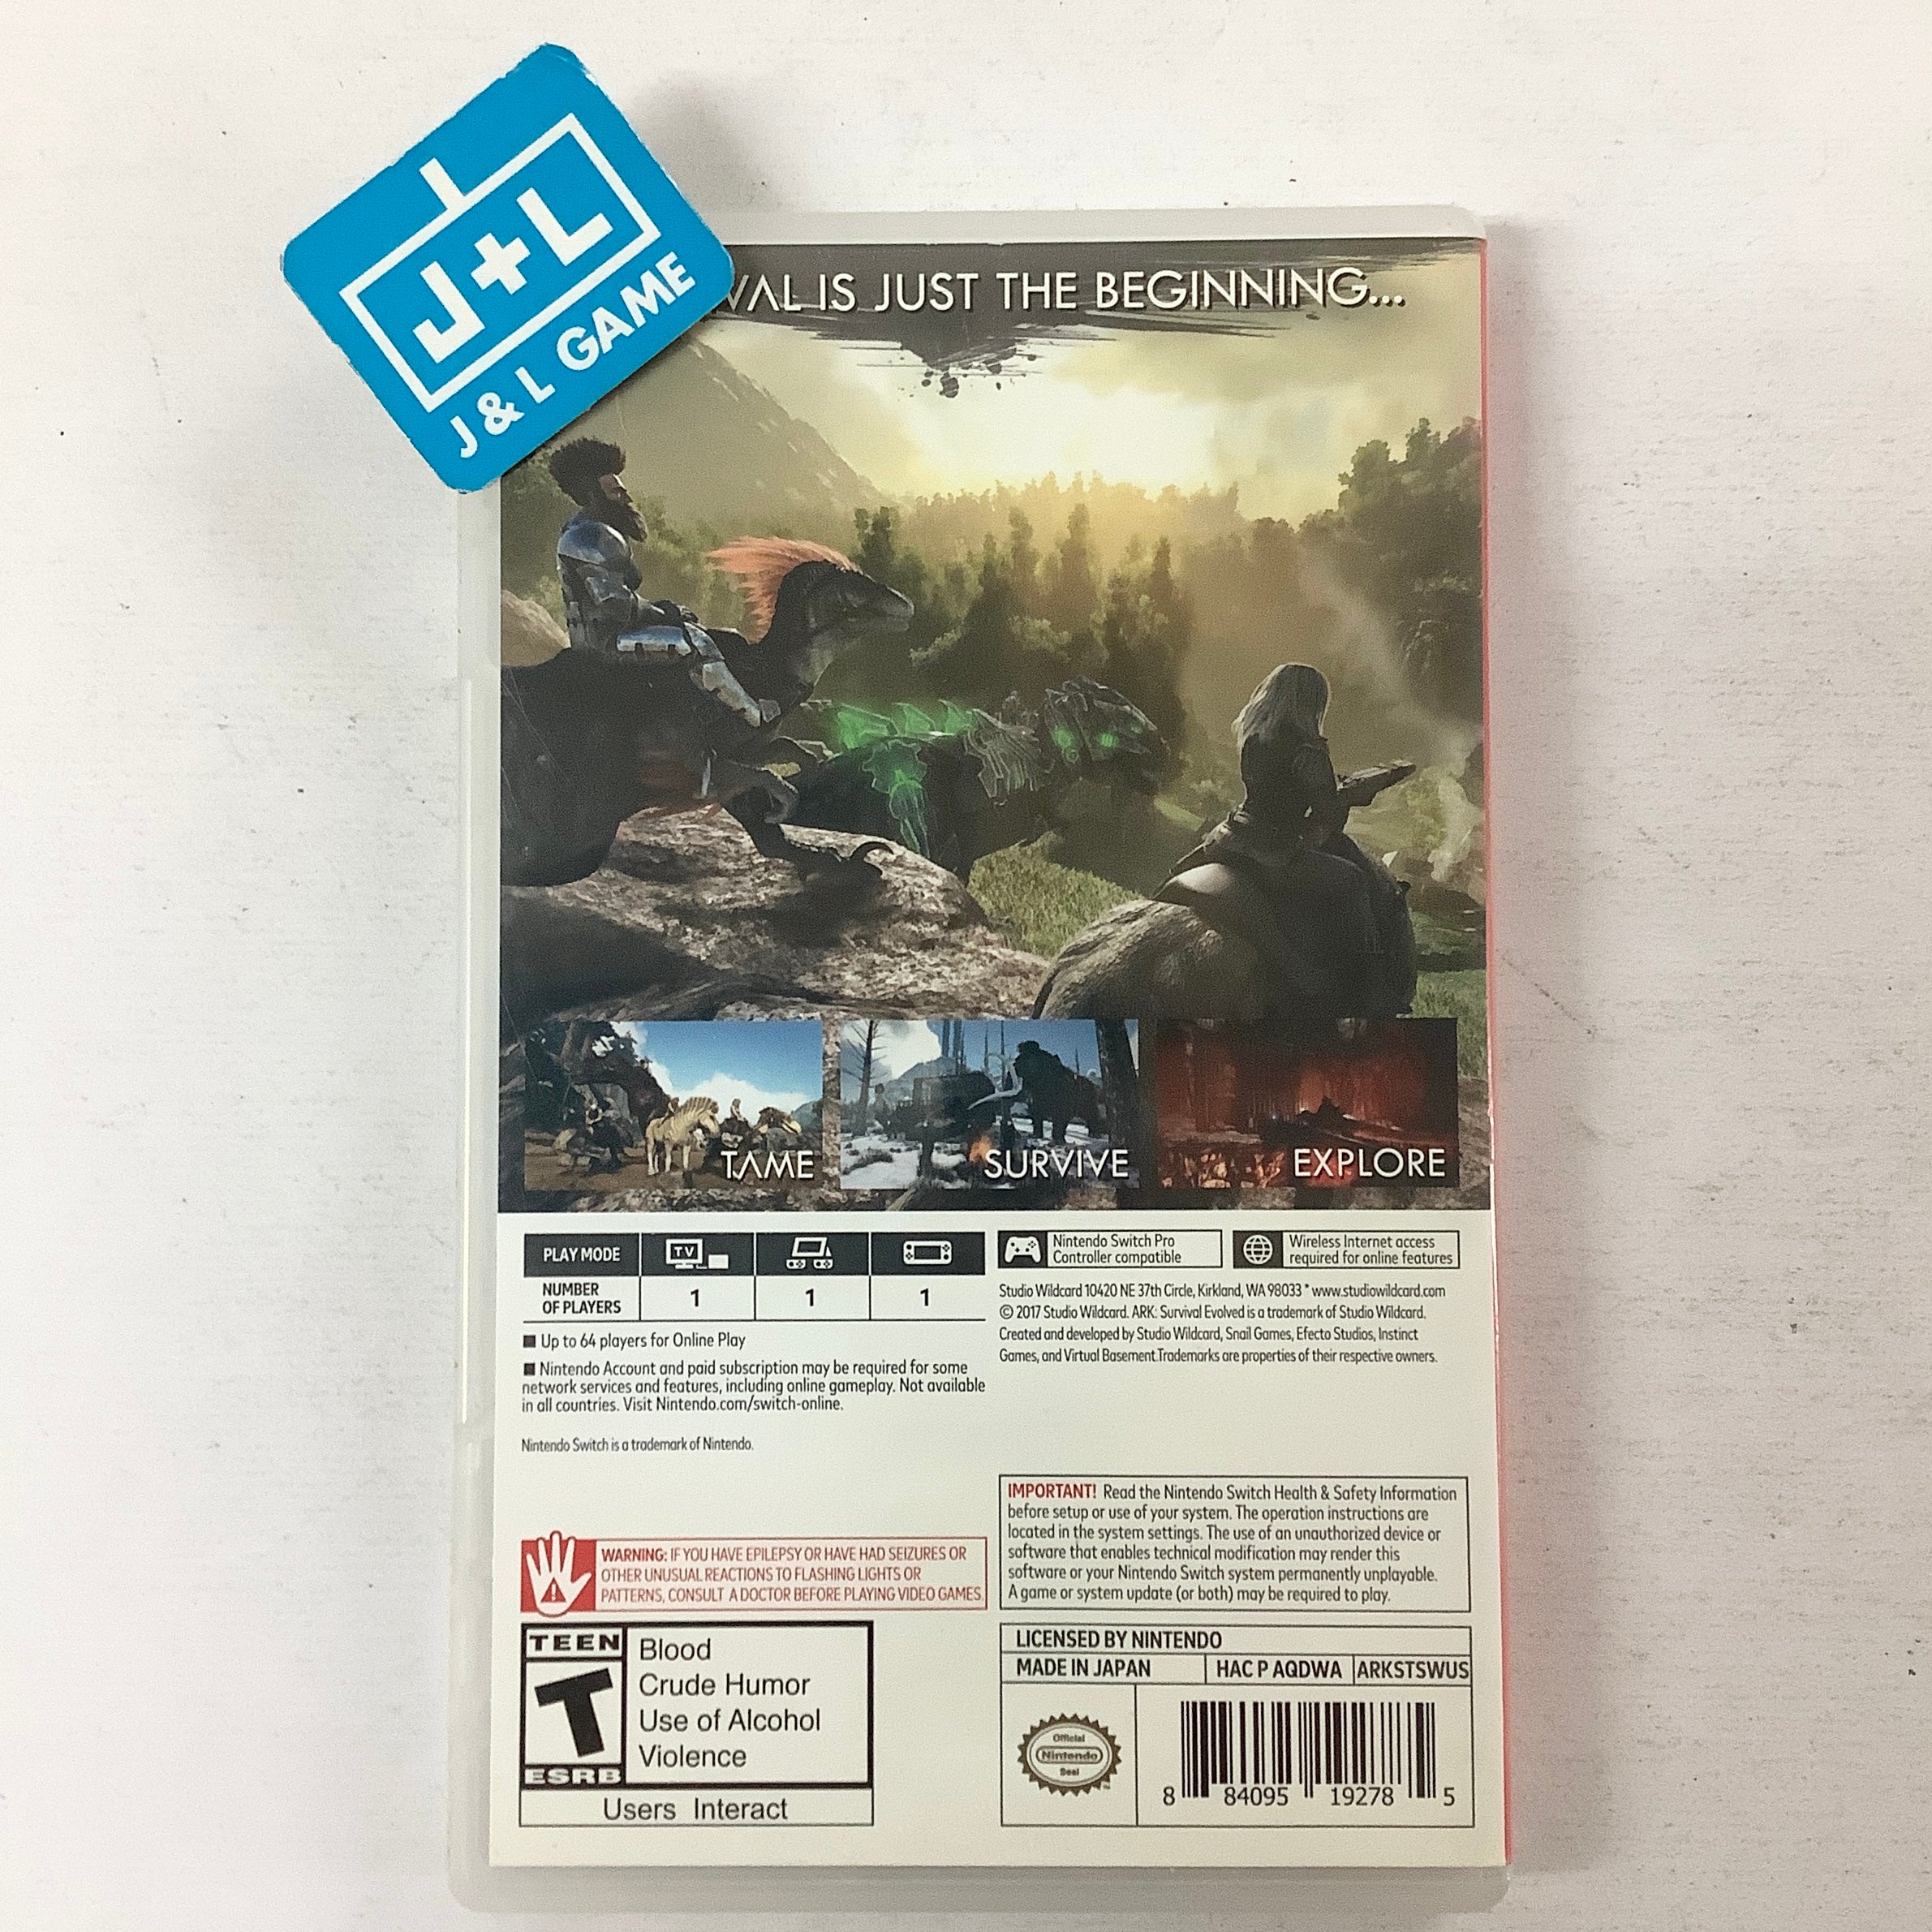 J+L
J & L GAME
IS JUST THE BEGINNING...
TAME
SURVIVE
EXPLORE
PLAY MODE
TV
NUMBER
OF PLAYERS
1
1
1
■ Up to 64 players for Online Play
■ Nintendo Account and paid subscription may be required for some
network services and features, including online gameplay. Not available
in all countries. Visit Nintendo.com/switch-online.
Nintendo Switch is a trademark of Nintendo.
Nintendo Switch Pro
Controller compatible
Wireless Internet access
required for online features
Studio Wildcard 10420 NE 37th Circle, Kirkland, WA 98033 * www.studiowildcard.com
© 2017 Studio Wildcard. ARK: Survival Evolved is a trademark of Studio Wildcard.
Created and developed by Studio Wildcard, Snail Games, Efecto Studios, Instinct
Games, and Virtual Basement.Trademarks are properties of their respective owners.
WARNING: IF YOU HAVE EPILEPSY OR HAVE HAD SEIZURES OR
OTHER UNUSUAL REACTIONS TO FLASHING LIGHTS OR
PATTERNS, CONSULT A DOCTOR BEFORE PLAYING VIDEO GAMES
IMPORTANT! Read the Nintendo Switch Health & Safety Information
before setup or use of your system. The operation instructions are
located in the system settings. The use of an unauthorized device or
software that enables technical modification may render this
software or your Nintendo Switch system permanently unplayable.
A game or system update (or both) may be required to play.
TEEN
T
ESRB
Blood
Crude Humor
Use of Alcohol
Violence
Users Interact
LICENSED BY NINTENDO
MADE IN JAPAN
HAC P AQDWA
ARKSTSWUS
Official
Nintendo
Seal
8 84095 19278 5